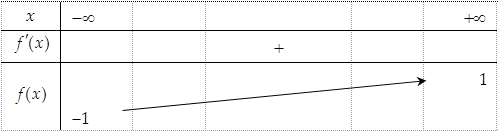 x −∞ +∞
f′(x) +
1
f(x)
−1